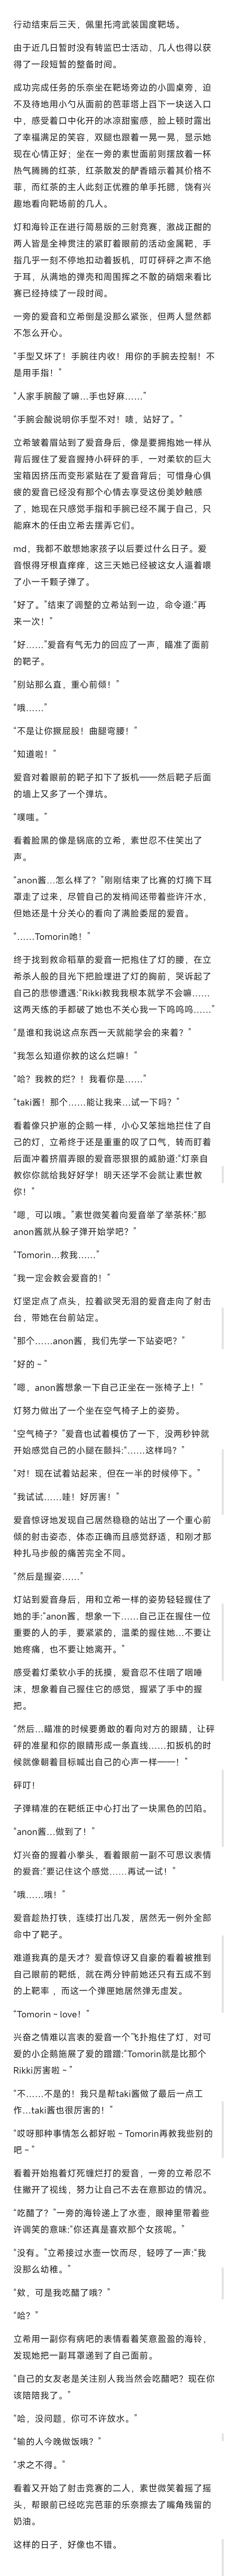 行动结束后三天，佩里托湾武装国度靶场。
由于近几日暂时没有转监巴士活动，几人也得以获
得了一段短暂的整备时间。
成功完成任务的乐奈坐在靶场旁边的小圆桌旁，迫
不及待地用小勺从面前的芭菲塔上舀下一块送入口
中，感受着口中化开的冰凉甜蜜感，脸上顿时露出
了幸福满足的笑容，双腿也跟着一晃一晃，显示她
现在心情正好；坐在一旁的素世面前则摆放着一杯
热气腾腾的红茶，红茶散发的醇香暗示着其价格不
菲，而红茶的主人此刻正优雅的单手托腮，饶有兴
趣地看向靶场前的几人。
灯和海铃正在进行简易版的三射竞赛，激战正酣的
两人皆是全神贯注的紧盯着眼前的活动金属靶，手
指几乎一刻不停地扣动着扳机，叮叮砰砰之声不绝
于耳，从满地的弹壳和周围挥之不散的硝烟来看比
赛已经持续了一段时间。
一旁的爱音和立希倒是没那么紧张，但两人显然都
不怎么开心。
“手型又坏了！手腕往内收！用你的手腕去控制！不
是用手指！”
“人家手腕酸了嘛…手也好麻……”
“手腕会酸说明你手型不对！啧，站好了。”
立希皱着眉站到了爱音身后，像是要拥抱她一样从
背后握住了爱音握持小砰砰的手，一对柔软的巨大
宝箱因挤压而变形紧贴在了爱音背后；可惜身心俱
疲的爱音已经没有那个心情去享受这份美妙触感
了，她现在只感觉手指和手腕已经不属于自己，只
能麻木的任由立希去摆弄它们。
md，我都不敢想她家孩子以后要过什么日子。爱
音恨得牙根直痒痒，这三天她已经被这女人逼着喂
了小一千颗子弹了。
“好了。”结束了调整的立希站到一边，命令道:“再
来一次！”
“好……”爱音有气无力的回应了一声，瞄准了面前
的靶子。
“别站那么直，重心前倾！”
“哦……”
“不是让你撅屁股！曲腿弯腰！”
“知道啦！”
爱音对着眼前的靶子扣下了扳机——然后靶子后面
的墙上又多了一个弹坑。
“噗嗤。”
看着脸黑的像是锅底的立希，素世忍不住笑出了
声。
“anon酱…怎么样了？”刚刚结束了比赛的灯摘下耳
罩走了过来，尽管自己的发梢间还带着些许汗水，
但她还是十分关心的看向了满脸委屈的爱音。
“……Tomorin吔！”
终于找到救命稻草的爱音一把抱住了灯的腰，在立
希杀人般的目光下把脸埋进了灯的胸前，哭诉起了
自己的悲惨遭遇:“Rikki教我我根本就学不会嘛……
这两天练的手都破了她也不关心我一下呜呜呜……”
“是谁和我说这点东西一天就能学会的来着？”
“我怎么知道你教的这么烂嘛！”
“哈？我教的烂？！我看你是……”
“taki酱！那个……能让我来…试一下吗？”
看着像只护崽的企鹅一样，小心又笨拙地拦住了自
己的灯，立希终于还是重重的叹了口气，转而盯着
后面冲着挤眉弄眼的爱音恶狠狠的威胁道:“灯亲自
教你你就给我好好学！明天还学不会就让素世教
你！”
“嗯，可以哦。”素世微笑着向爱音举了举茶杯:“那
anon酱就从躲子弹开始学吧？”
“Tomorin…救我……”
“我一定会教会爱音的！”
灯坚定点了点头，拉着欲哭无泪的爱音走向了射击
台，带她在台前站定。
“那个……anon酱，我们先学一下站姿吧？”
“好的～”
“嗯，anon酱想象一下自己正坐在一张椅子上！”
灯努力做出了一个坐在空气椅子上的姿势。
“空气椅子？”爱音也试着模仿了一下，没两秒钟就
开始感觉自己的小腿在颤抖:“……这样吗？”
“对！现在试着站起来，但在一半的时候停下。”
“我试试……哇！好厉害！”
爱音惊讶地发现自己居然稳稳的站出了一个重心前
倾的射击姿态，体态正确而且感觉舒适，和刚才那
种扎马步般的痛苦完全不同。
“然后是握姿……”
灯站到爱音身后，用和立希一样的姿势轻轻握住了
她的手:“anon酱，想象一下……自己正在握住一位
重要的人的手，要紧紧的，温柔的握住她…不要让
她疼痛，也不要让她离开。”
感受着灯柔软小手的抚摸，爱音忍不住咽了咽唾
沫，想象着自己握住它的感觉，握紧了手中的握
把。
“然后…瞄准的时候要勇敢的看向对方的眼睛，让砰
砰的准星和你的眼睛形成一条直线……扣扳机的时
候就像朝着目标喊出自己的心声一样——！”
砰叮！
子弹精准的在靶纸正中心打出了一块黑色的凹陷。
“anon酱…做到了！”
灯兴奋的握着小拳头，看着眼前一副不可思议表情
的爱音:“要记住这个感觉……再试一试！”
“哦……哦！”
爱音趁热打铁，连续打出几发，居然无一例外全部
命中了靶子。
难道我真的是天才？爱音惊讶又自豪的看着被推到
自己眼前的靶纸，就在两分钟前她还只有五成不到
的上靶率 ，而这一个弹匣她居然弹无虚发。
“Tomorin～love！”
兴奋之情难以言表的爱音一个飞扑抱住了灯，对可
爱的小企鹅施展了爱的蹭蹭:“Tomorin就是比那个
Rikki厉害啦～”
“不……不是的！我只是帮taki酱做了最后一点工
作…taki酱也很厉害的！”
“哎呀那种事情怎么都好啦～Tomorin再教我些别的
吧～”
看着开始抱着灯死缠烂打的爱音，一旁的立希忍不
住撇开了视线，努力让自己不去在意那边的情况。
“吃醋了？”一旁的海铃递上了水壶，眼神里带着些
许调笑的意味:“你还真是喜欢那个女孩呢。”
“没有。”立希接过水壶一饮而尽，轻哼了一声:“我
没那么幼稚。”
“欸，可是我吃醋了哦？”
“哈？”
立希用一副你有病吧的表情看着笑意盈盈的海铃，
发现她把一副耳罩递到了自己面前。
“自己的女友老是关注别人我当然会吃醋吧？现在你
该陪陪我了。”
“哈，没问题，你可不许放水。”
“输的人今晚做饭哦？”
“求之不得。”
看着又开始了射击竞赛的二人，素世微笑着摇了摇
头，帮眼前已经吃完芭菲的乐奈擦去了嘴角残留的
奶油。
这样的日子，好像也不错。